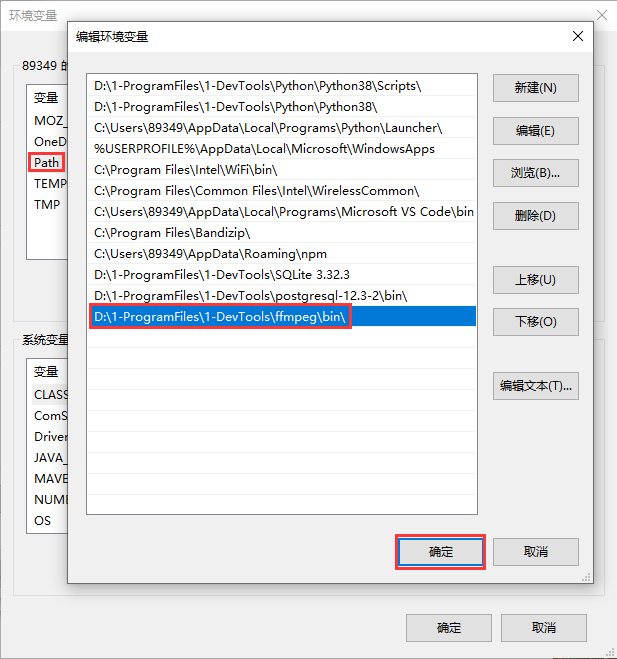 环境变量
编辑环境变量
89349 的
变量
MOZ_
OneD
Path
TEMP
TMP
D:\1-ProgramFiles\1-DevTools\Python\Python38\Scripts\
D:\1-ProgramFiles\1-DevTools\Python\Python38\
C:\Users\89349\AppData\Local\Programs\Python\Launcher\
%USERPROFILE%\AppData\Local\Microsoft\WindowsApps
C:\Program Files\Intel\WiFi\bin\
C:\Program Files\Common Files\Intel\WirelessCommon\
C:\Users\89349\AppData\Local\Programs\Microsoft VS Code\bin
C:\Program Files\Bandizip\
C:\Users\89349\AppData\Roaming\npm
D:\1-ProgramFiles\1-DevTools\SQLite 3.32.3
D:\1-ProgramFiles\1-DevTools\postgresql-12.3-2\bin\
D:\1-ProgramFiles\1-DevTools\ffmpeg\bin\
新建(N)
编辑(E)
浏览(B)...
删除(D)
上移(U)
下移(O)
编辑文本(T)...
系统变量
变量
CLASS
ComS
Driver
JAVA_
MAVE
NUME
OS
确定
取消
确定
取消